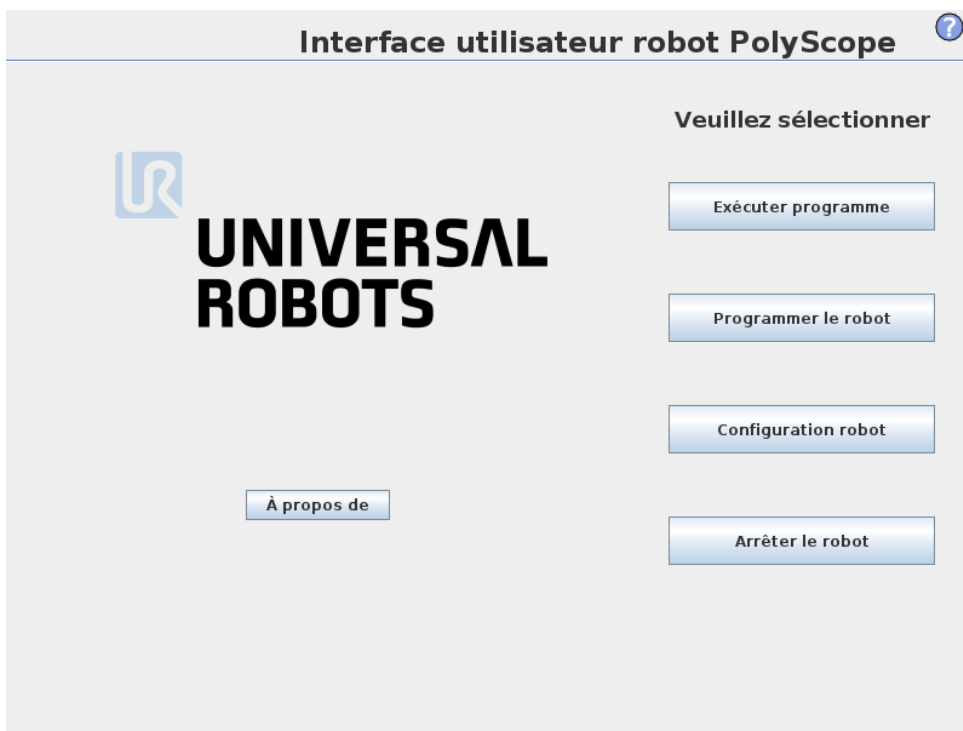 Interface utilisateur robot PolyScope
?
Veuillez sélectionner
UR
UNIVERSAL
ROBOTS
Exécuter programme
Programmer le robot
Configuration robot
À propos de
Arrêter le robot